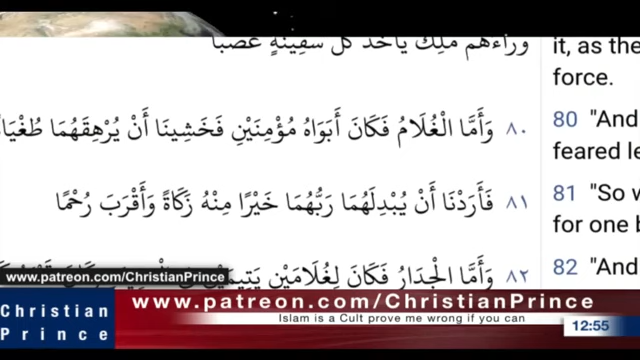 وَرَاءَهُم مَّلِكٌ يَأْخُذُ كُلَّ سَفِينَةٍ غَصْبًا
it, as the
force.
٨٠ وَأَمَّا الْغُلَامُ فَكَانَ أَبَوَاهُ مُؤْمِنَيْنِ فَخَشِينَا أَنْ يُرْهِقَهُمَا
80 "And
feared le
٨١ فَأَرَدْنَا أَنْ يُبْدِلَهُمَا رَبُّهُمَا خَيْرًا مِنْهُ زَكَاةً وَأَقْرَبَ رُحْمًا
81 "So w
for one b
٨٢ وَأَمَّا الْجِدَارُ فَكَانَ لِغُلَامَيْنِ يَتِيمَيْنِ
82 "And
www.patreon.com/ChristianPrince
Christian
Prince
www.patreon.com/ChristianPrince
Islam is a Cult prove me wrong if you can
12:55